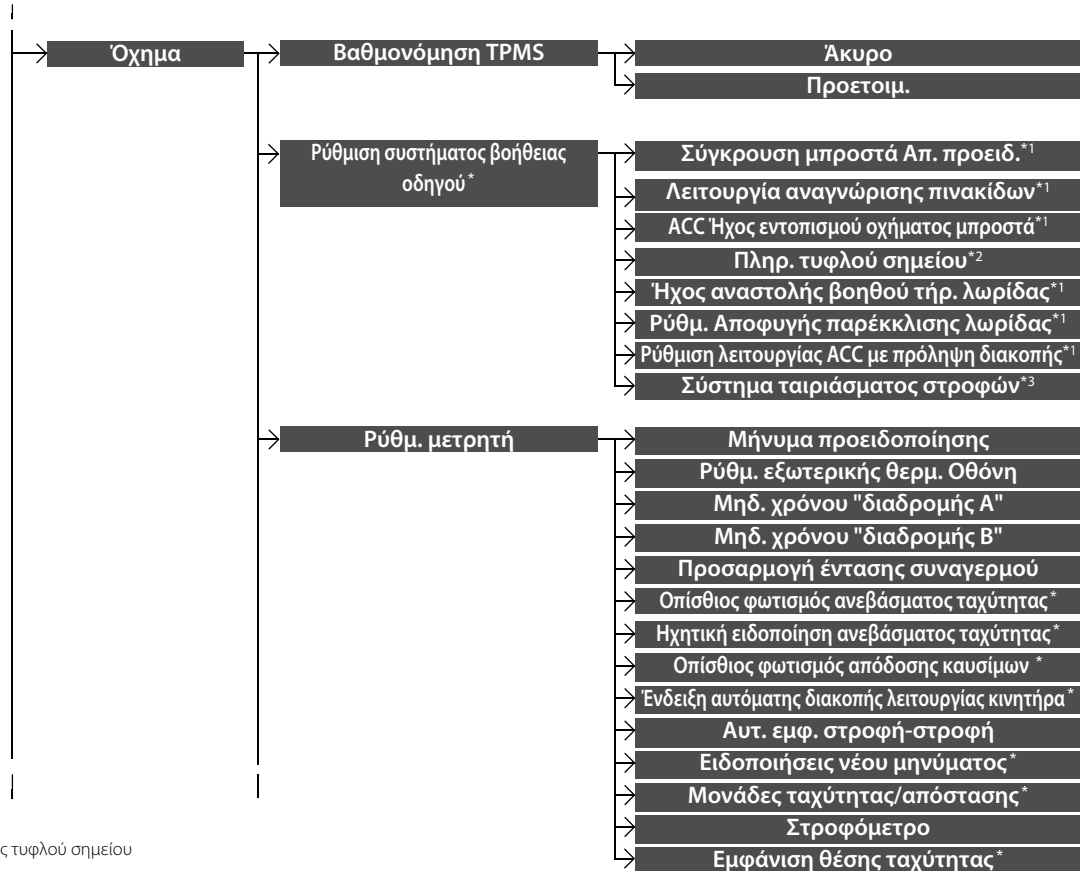 Όχημα
Βαθμονόμηση TPMS
Άκυρο
Προετοιμ.
Ρύθμιση συστήματος βοήθειας
οδηγού*
Σύγκρουση μπροστά Απ. προειδ.*1
Λειτουργία αναγνώρισης πινακίδων*1
ACC Ήχος εντοπισμού οχήματος μπροστά*1
Πληρ. τυφλού σημείου*2
Ήχος αναστολής βοηθού τήρ. λωρίδας*1
Ρύθμ. Αποφυγής παρέκκλισης λωρίδας*1
Ρύθμιση λειτουργίας ACC με πρόληψη διακοπής*1
Σύστημα ταιριάσματος στροφών*3
Ρύθμ. μετρητή
Μήνυμα προειδοποίησης
Ρύθμ. εξωτερικής θερμ. Οθόνη
Μηδ. χρόνου "διαδρομής Α"
Μηδ. χρόνου "διαδρομής Β"
Προσαρμογή έντασης συναγερμού
Οπίσθιος φωτισμός ανεβάσματος ταχύτητας*
Ηχητική ειδοποίηση ανεβάσματος ταχύτητας*
Οπίσθιος φωτισμός απόδοσης καυσίμων *
Ένδειξη αυτόματης διακοπής λειτουργίας κινητήρα*
Αυτ. εμφ. στροφή-στροφή
Ειδοποιήσεις νέου μηνύματος*
Μονάδες ταχύτητας/απόστασης*
Στροφόμετρο
Εμφάνιση θέσης ταχύτητας*
ς τυφλού σημείου